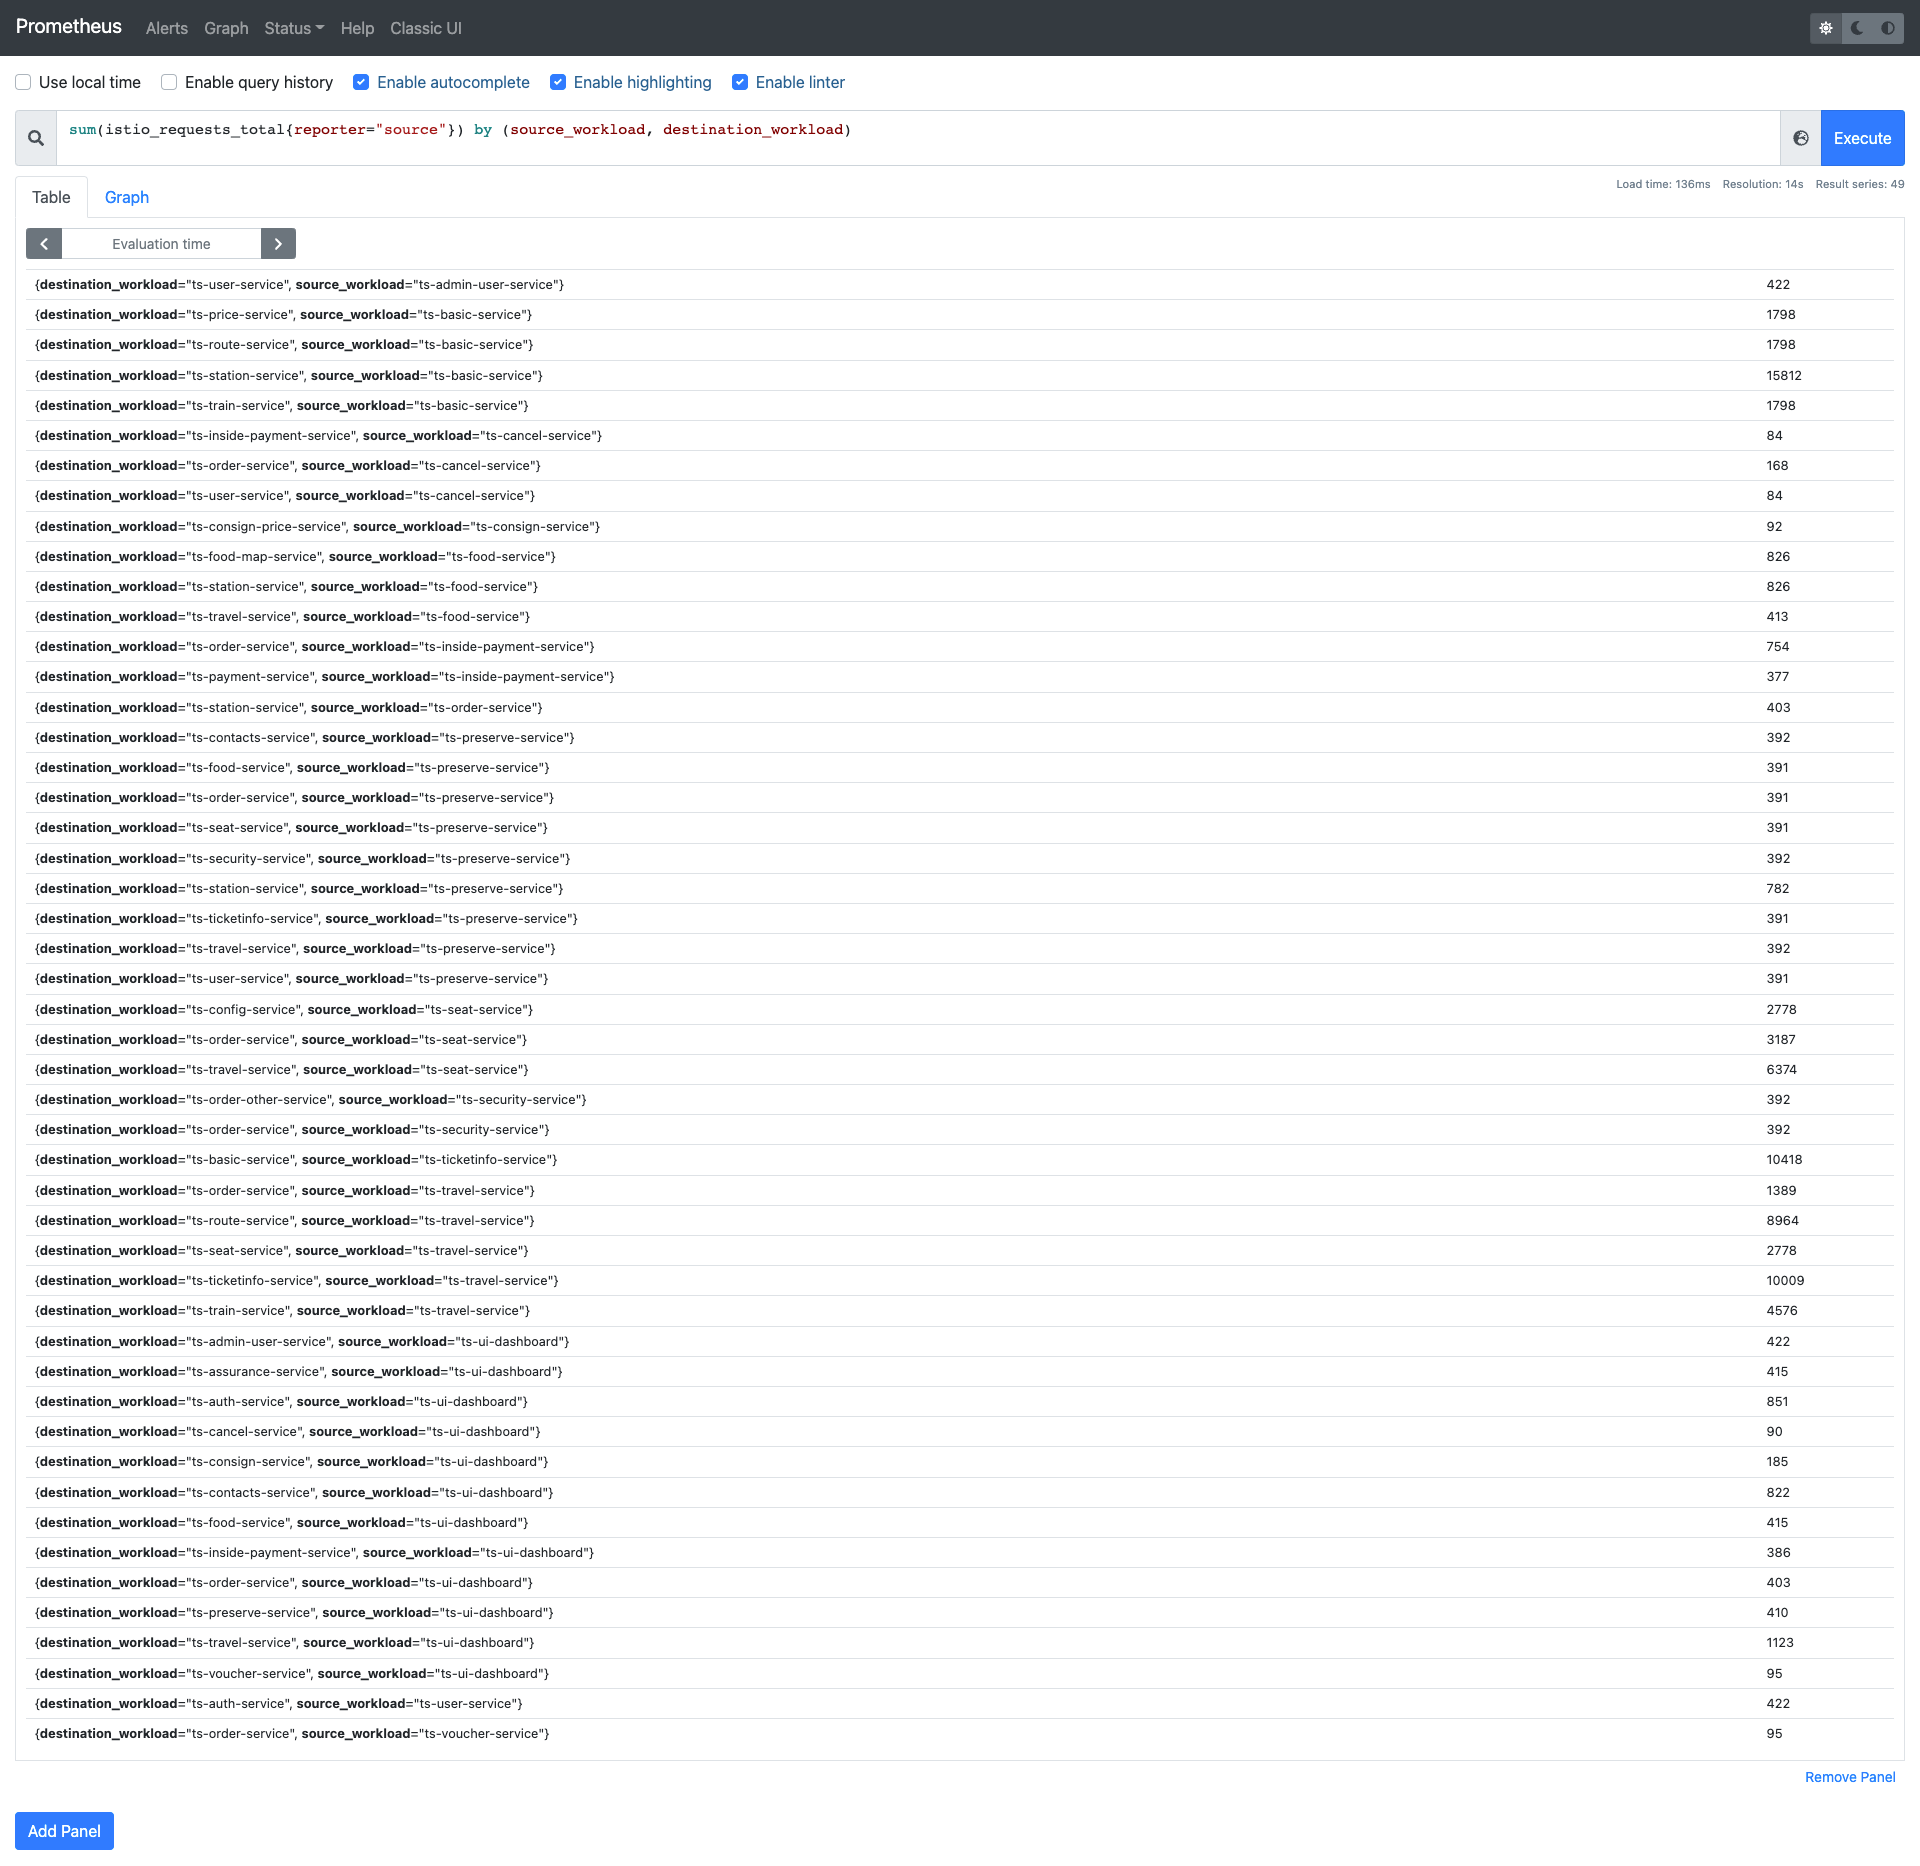 Prometheus Alerts Graph Status Help Classic UI
Use local time Enable query history Enable autocomplete Enable highlighting Enable linter
sum(istio_requests_total{reporter="source"}) by (source_workload, destination_workload) Execute
Table Graph Load time: 136ms Resolution: 14s Result series: 49
Evaluation time
{destination_workload="ts-user-service", source_workload="ts-admin-user-service"} 422
{destination_workload="ts-price-service", source_workload="ts-basic-service"} 1798
{destination_workload="ts-route-service", source_workload="ts-basic-service"} 1798
{destination_workload="ts-station-service", source_workload="ts-basic-service"} 15812
{destination_workload="ts-train-service", source_workload="ts-basic-service"} 1798
{destination_workload="ts-inside-payment-service", source_workload="ts-cancel-service"} 84
{destination_workload="ts-order-service", source_workload="ts-cancel-service"} 168
{destination_workload="ts-user-service", source_workload="ts-cancel-service"} 84
{destination_workload="ts-consign-price-service", source_workload="ts-consign-service"} 92
{destination_workload="ts-food-map-service", source_workload="ts-food-service"} 826
{destination_workload="ts-station-service", source_workload="ts-food-service"} 826
{destination_workload="ts-travel-service", source_workload="ts-food-service"} 413
{destination_workload="ts-order-service", source_workload="ts-inside-payment-service"} 754
{destination_workload="ts-payment-service", source_workload="ts-inside-payment-service"} 377
{destination_workload="ts-station-service", source_workload="ts-order-service"} 403
{destination_workload="ts-contacts-service", source_workload="ts-preserve-service"} 392
{destination_workload="ts-food-service", source_workload="ts-preserve-service"} 391
{destination_workload="ts-order-service", source_workload="ts-preserve-service"} 391
{destination_workload="ts-seat-service", source_workload="ts-preserve-service"} 391
{destination_workload="ts-security-service", source_workload="ts-preserve-service"} 392
{destination_workload="ts-station-service", source_workload="ts-preserve-service"} 782
{destination_workload="ts-ticketinfo-service", source_workload="ts-preserve-service"} 391
{destination_workload="ts-travel-service", source_workload="ts-preserve-service"} 392
{destination_workload="ts-user-service", source_workload="ts-preserve-service"} 391
{destination_workload="ts-config-service", source_workload="ts-seat-service"} 2778
{destination_workload="ts-order-service", source_workload="ts-seat-service"} 3187
{destination_workload="ts-travel-service", source_workload="ts-seat-service"} 6374
{destination_workload="ts-order-other-service", source_workload="ts-security-service"} 392
{destination_workload="ts-order-service", source_workload="ts-security-service"} 392
{destination_workload="ts-basic-service", source_workload="ts-ticketinfo-service"} 10418
{destination_workload="ts-order-service", source_workload="ts-travel-service"} 1389
{destination_workload="ts-route-service", source_workload="ts-travel-service"} 8964
{destination_workload="ts-seat-service", source_workload="ts-travel-service"} 2778
{destination_workload="ts-ticketinfo-service", source_workload="ts-travel-service"} 10009
{destination_workload="ts-train-service", source_workload="ts-travel-service"} 4576
{destination_workload="ts-admin-user-service", source_workload="ts-ui-dashboard"} 422
{destination_workload="ts-assurance-service", source_workload="ts-ui-dashboard"} 415
{destination_workload="ts-auth-service", source_workload="ts-ui-dashboard"} 851
{destination_workload="ts-cancel-service", source_workload="ts-ui-dashboard"} 90
{destination_workload="ts-consign-service", source_workload="ts-ui-dashboard"} 185
{destination_workload="ts-contacts-service", source_workload="ts-ui-dashboard"} 822
{destination_workload="ts-food-service", source_workload="ts-ui-dashboard"} 415
{destination_workload="ts-inside-payment-service", source_workload="ts-ui-dashboard"} 386
{destination_workload="ts-order-service", source_workload="ts-ui-dashboard"} 403
{destination_workload="ts-preserve-service", source_workload="ts-ui-dashboard"} 410
{destination_workload="ts-travel-service", source_workload="ts-ui-dashboard"} 1123
{destination_workload="ts-voucher-service", source_workload="ts-ui-dashboard"} 95
{destination_workload="ts-auth-service", source_workload="ts-user-service"} 422
{destination_workload="ts-order-service", source_workload="ts-voucher-service"} 95
Remove Panel
Add Panel